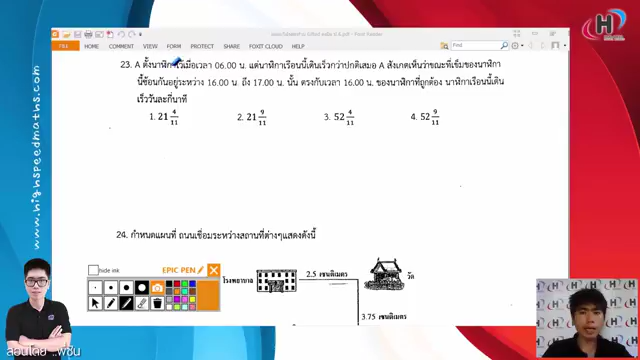 www.highspeedmaths.com
FILE HOME COMMENT VIEW FORM PROTECT SHARE HELP FOXIT CLOUD
Find
23. A ตั้งนาฬิกาไว้เมื่อเวลา 06.00 น. แต่นาฬิกาเรือนนี้เดินเร็วกว่าปกติเสมอ A สังเกตเห็นว่าขณะที่เข็มของนาฬิกา
นี้ซ้อนกันอยู่ระหว่าง 16.00 น. ถึง 17.00 น. นั้น ตรงกับเวลา 16.00 น. ของนาฬิกาที่ถูกต้อง นาฬิกาเรือนนี้เดิน
เร็ววันละกี่นาที
1. 21 4/11 2. 21 9/11 3. 52 4/11 4. 52 9/11
24. กำหนดแผนที่ ถนนเชื่อมระหว่างสถานที่ต่างๆแสดงดังนี้
hide ink EPIC PEN
โรงพยาบาล 2.5 เซนติเมตร วัด
3.75 เซนติเมตร
สอนโดย ..พี่ชัน